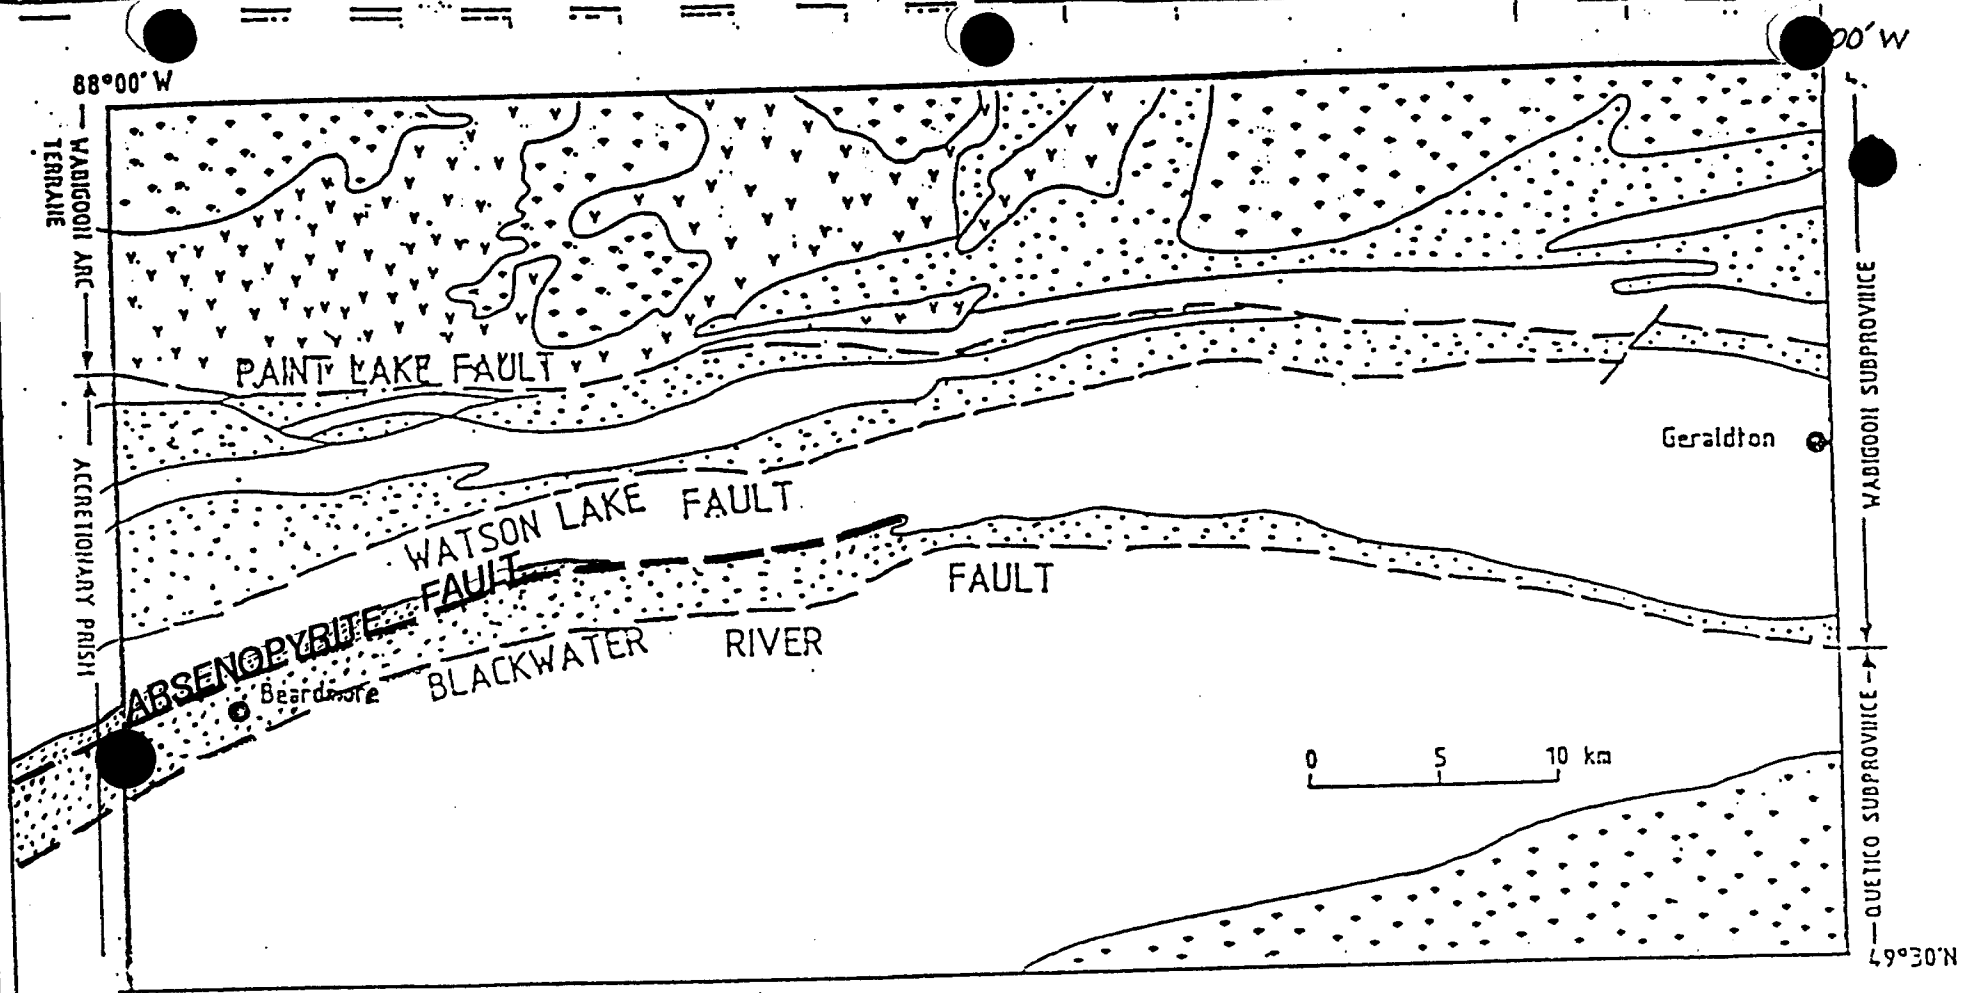 00' W
88°00' W
WABIGOON ARC
TERRANE
PAINT LAKE FAULT
WABIGOON SUBPROVINCE
Geraldton
ACCRETIONARY PRISM
WATSON LAKE FAULT
ARSENOPYRITE FAULT
FAULT
Beardmore
BLACKWATER RIVER
0 5 10 km
QUETICO SUBPROVINCE
49°30'N